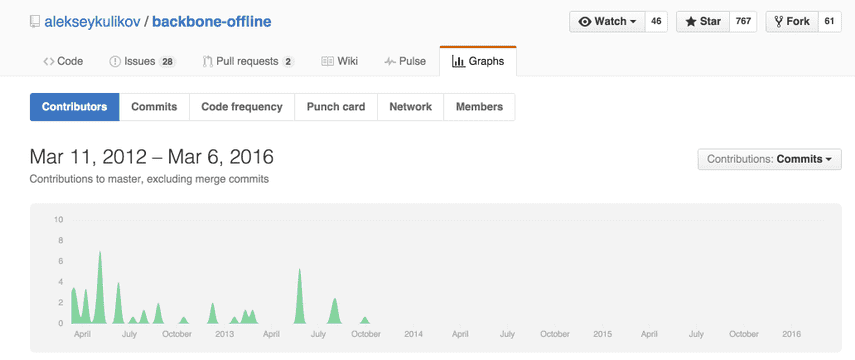 alekseykulikov / backbone-offline Watch 46 Star 767 Fork 61
Code Issues 28 Pull requests 2 Wiki Pulse Graphs
Contributors Commits Code frequency Punch card Network Members
Mar 11, 2012 – Mar 6, 2016
Contributions: Commits
Contributions to master, excluding merge commits
10
8
6
4
2
0
April July October 2013 April July October 2014 April July October 2015 April July October 2016